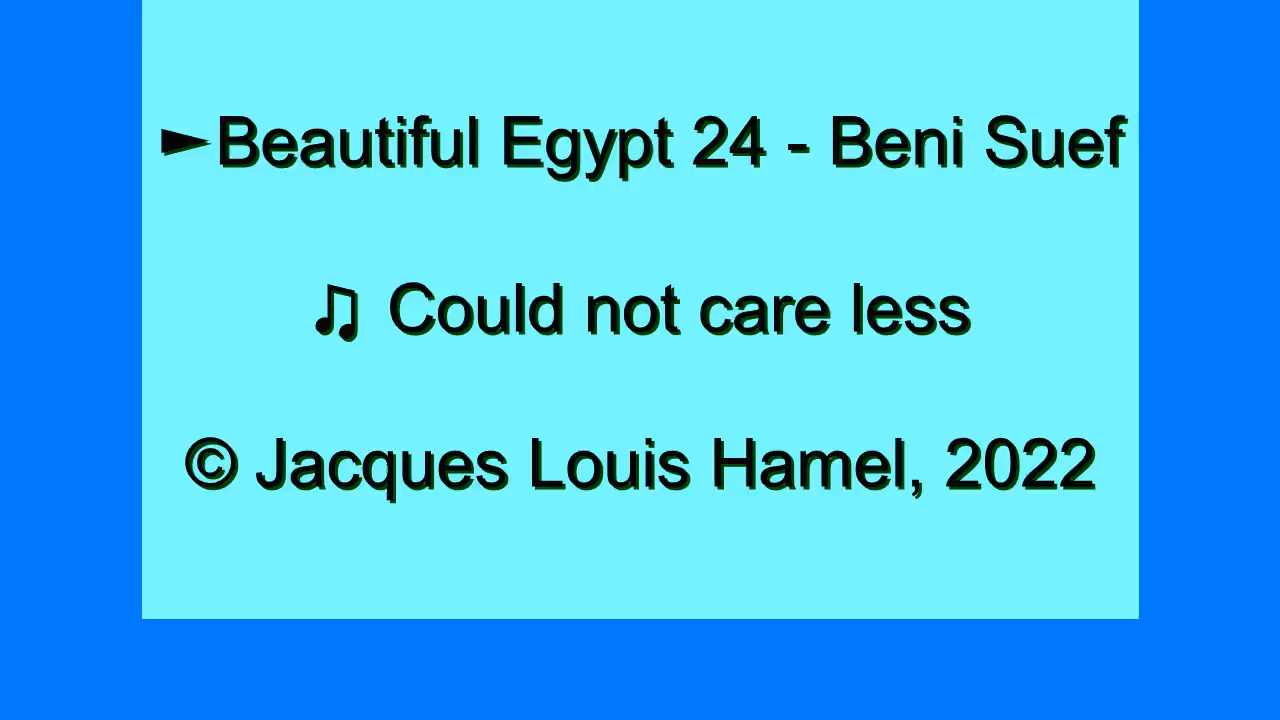 ►Beautiful Egypt 24 - Beni Suef
♫ Could not care less
© Jacques Louis Hamel, 2022